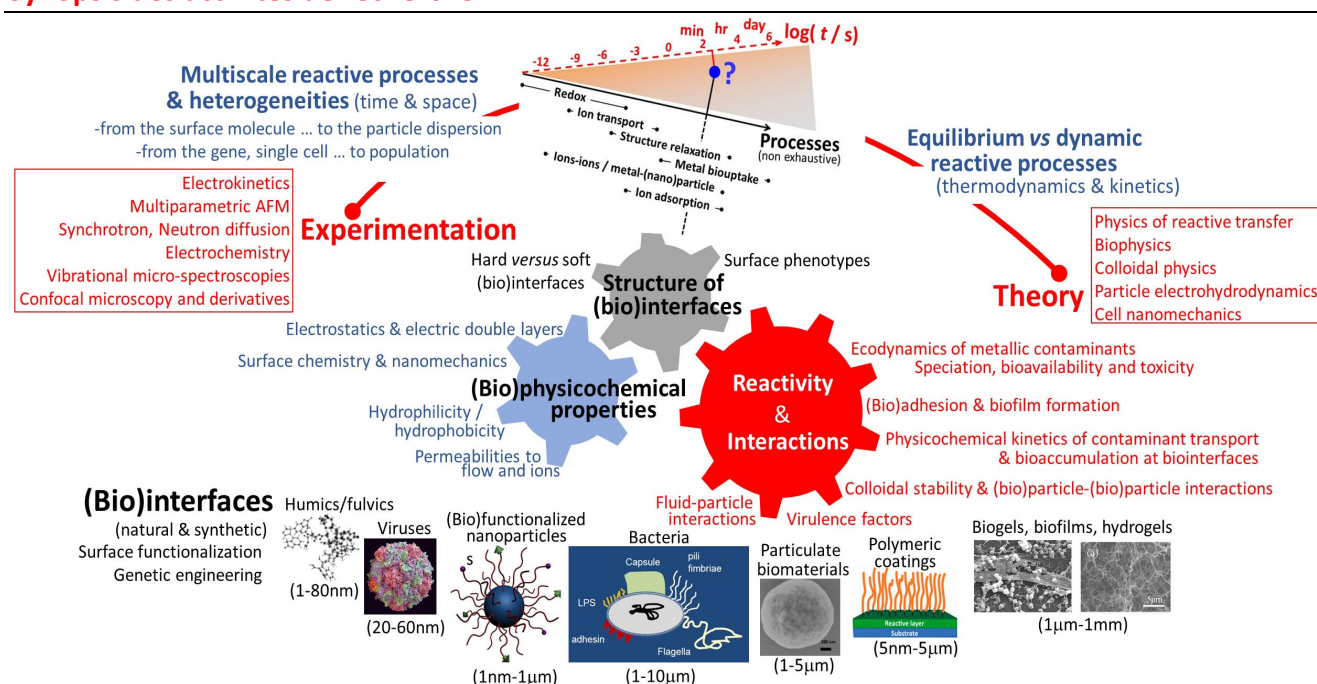 min hr day log( t / s)
-12 -9 -6 -3 0 2 4 6
?
Multiscale reactive processes
& heterogeneities (time & space)
-from the surface molecule ... to the particle dispersion
-from the gene, single cell ... to population
Redox
Ion transport
Structure relaxation
Metal biouptake
Ions-ions / metal-(nano)particle
Ion adsorption
Processes
(non exhaustive)
Equilibrium vs dynamic
reactive processes
(thermodynamics & kinetics)
Electrokinetics
Multiparametric AFM
Synchrotron, Neutron diffusion
Electrochemistry
Vibrational micro-spectroscopies
Confocal microscopy and derivatives
Experimentation
Theory
Physics of reactive transfer
Biophysics
Colloidal physics
Particle electrohydrodynamics
Cell nanomechanics
Hard versus soft
(bio)interfaces
Surface phenotypes
Structure of
(bio)interfaces
Electrostatics & electric double layers
Surface chemistry & nanomechanics
(Bio)physicochemical
properties
Hydrophilicity /
hydrophobicity
Permeabilities to
flow and ions
Reactivity
&
Interactions
Ecodynamics of metallic contaminants
Speciation, bioavailability and toxicity
(Bio)adhesion & biofilm formation
Physicochemical kinetics of contaminant transport
& bioaccumulation at biointerfaces
Colloidal stability & (bio)particle-(bio)particle interactions
Fluid-particle
interactions
Virulence factors
(Bio)interfaces
(natural & synthetic)
Surface functionalization
Genetic engineering
Humics/fulvics
(1-80nm)
Viruses
(20-60nm)
(Bio)functionalized
nanoparticles
S
(1nm-1µm)
Bacteria
Capsule
pili
fimbriae
LPS
adhesin
Flagella
(1-10µm)
Particulate
biomaterials
(1-5µm)
Polymeric
coatings
Reactive layer
Substrate
(5nm-5µm)
Biogels, biofilms, hydrogels
5µm
(1µm-1mm)